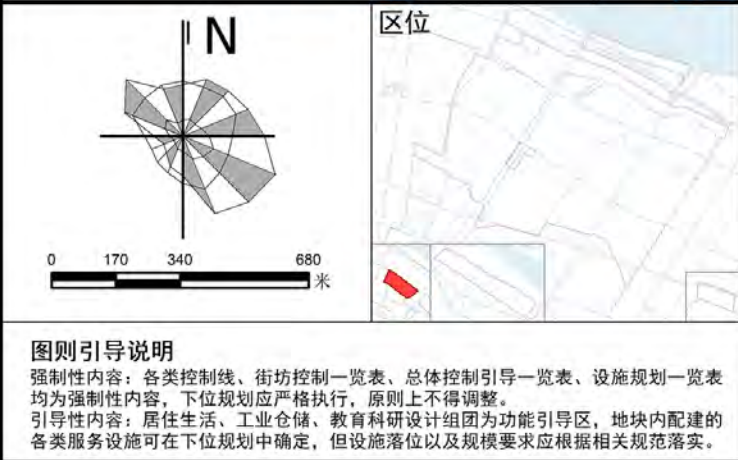 N
区位
0 170 340 680
米
图则引导说明
强制性内容：各类控制线、街坊控制一览表、总体控制引导一览表、设施规划一览表
均为强制性内容，下位规划应严格执行，原则上不得调整。
引导性内容：居住生活、工业仓储、教育科研设计组团为功能引导区，地块内配建的
各类服务设施可在下位规划中确定，但设施落位以及规模要求应根据相关规范落实。